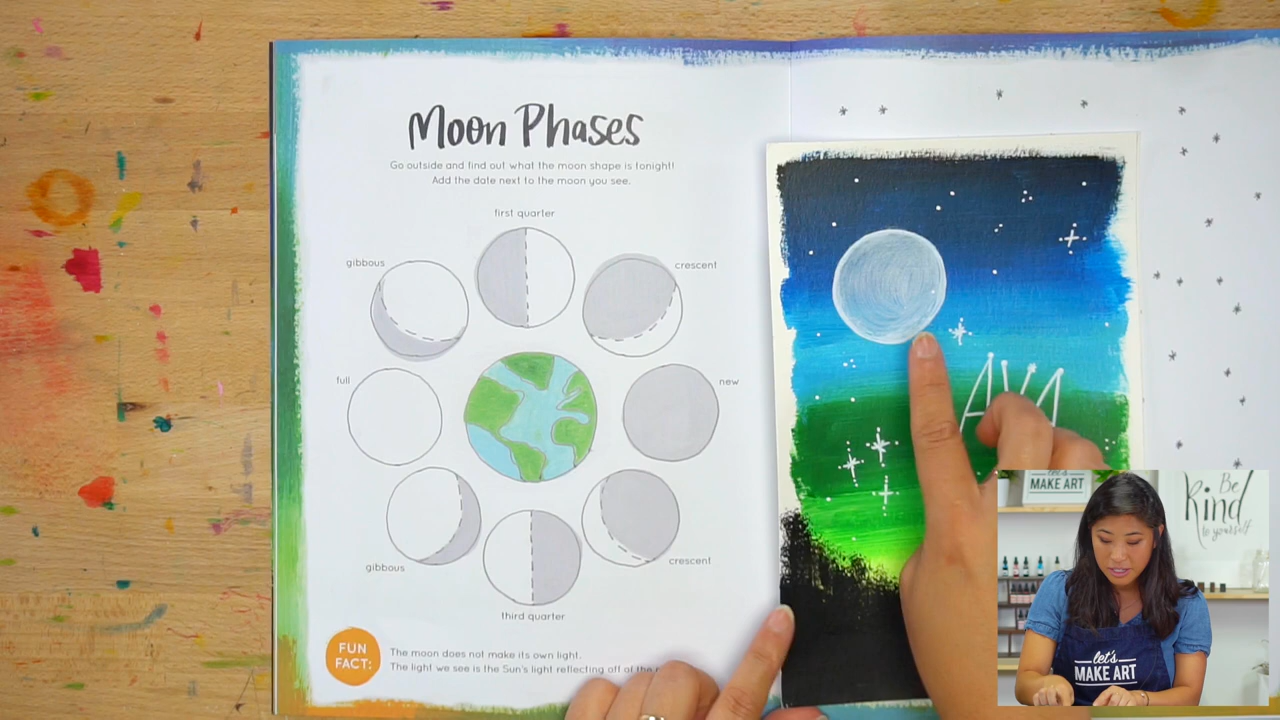 Moon Phases
Go outside and find out what the moon shape is tonight!
Add the date next to the moon you see.
first quarter
gibbous
crescent
full
new
gibbous
crescent
third quarter
FUN
FACT:
The moon does not make its own light.
The light we see is the Sun's light reflecting off of the
AVA
let's
MAKE ART
Be
kind
to yourself
let's
MAKE ART